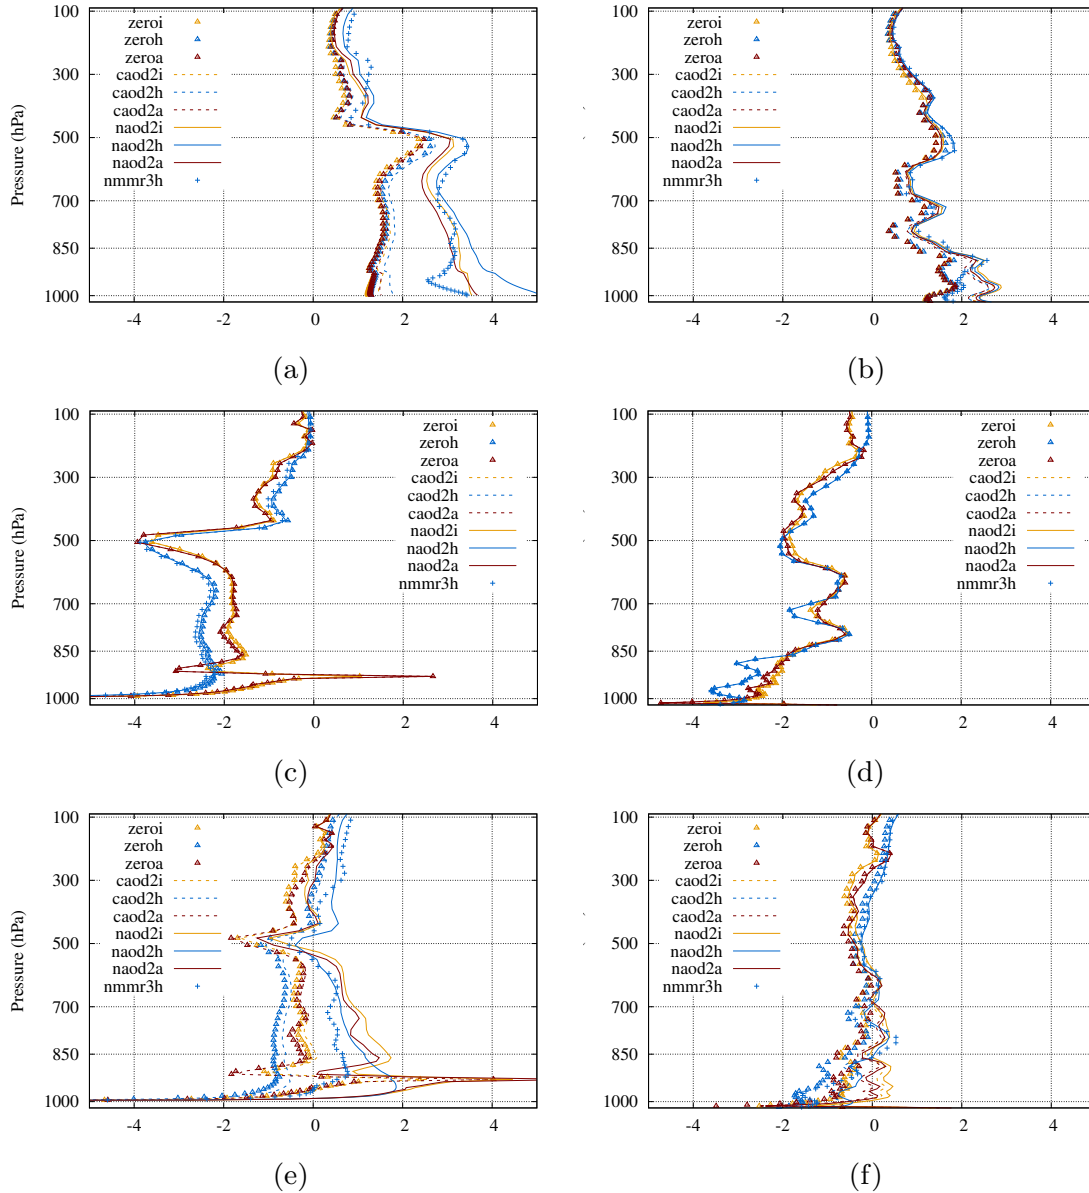 100
300
500
700
850
1000
Pressure (hPa)
zeroi
zeroh
zeroa
caod2i
caod2h
caod2a
naod2i
naod2h
naod2a
nmmr3h
-4 -2 0 2 4
(a)
100
300
500
700
850
1000
zeroi
zeroh
zeroa
caod2i
caod2h
caod2a
naod2i
naod2h
naod2a
nmmr3h
-4 -2 0 2 4
(b)
100
300
500
700
850
1000
Pressure (hPa)
zeroi
zeroh
zeroa
caod2i
caod2h
caod2a
naod2i
naod2h
naod2a
nmmr3h
-4 -2 0 2 4
(c)
100
300
500
700
850
1000
zeroi
zeroh
zeroa
caod2i
caod2h
caod2a
naod2i
naod2h
naod2a
nmmr3h
-4 -2 0 2 4
(d)
100
300
500
700
850
1000
Pressure (hPa)
zeroi
zeroh
zeroa
caod2i
caod2h
caod2a
naod2i
naod2h
naod2a
nmmr3h
-4 -2 0 2 4
(e)
100
300
500
700
850
1000
zeroi
zeroh
zeroa
caod2i
caod2h
caod2a
naod2i
naod2h
naod2a
nmmr3h
-4 -2 0 2 4
(f)